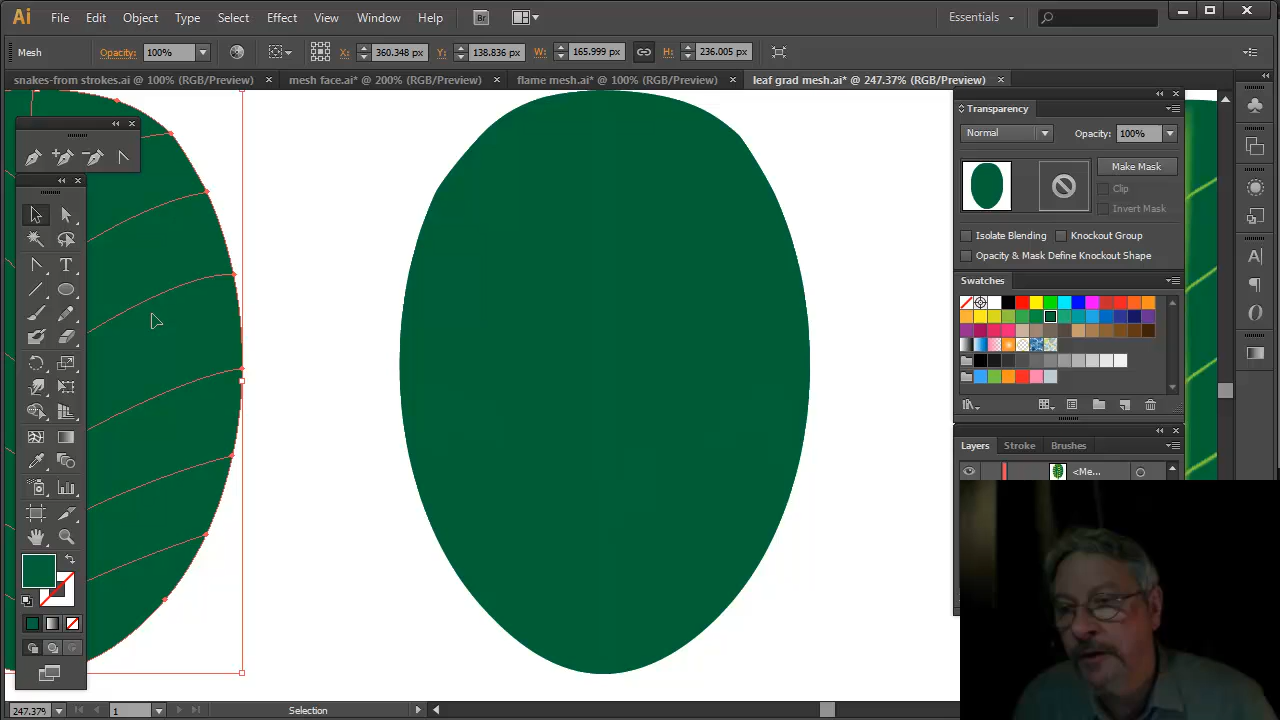 Ai File Edit Object Type Select Effect View Window Help Br Essentials
Mesh Opacity: 100% X: 360.348 px Y: 138.836 px W: 165.999 px H: 236.005 px
snakes-from strokes.ai @ 100% (RGB/Preview) mesh face.ai* @ 200% (RGB/Preview) flame mesh.ai* @ 100% (RGB/Preview) leaf grad mesh.ai* @ 247.37% (RGB/Preview)
Transparency
Normal Opacity: 100%
Make Mask
Clip
Invert Mask
Isolate Blending Knockout Group
Opacity & Mask Define Knockout Shape
Swatches
Layers Stroke Brushes
<Me...
247.37% 1 Selection